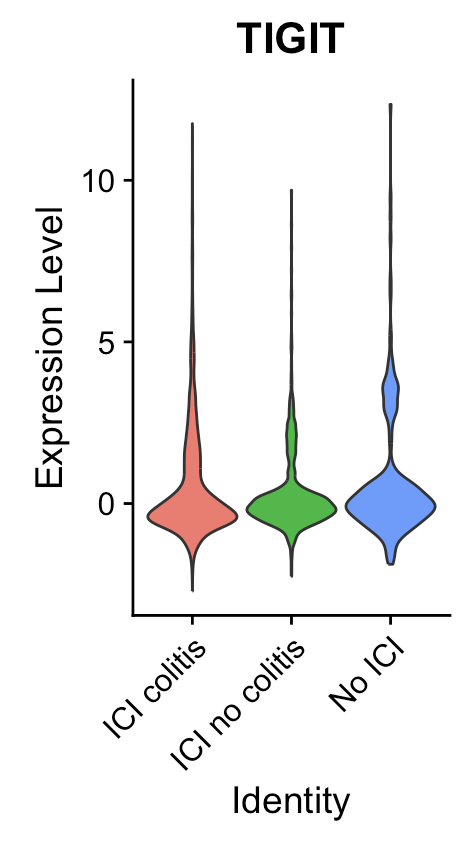 TIGIT
Expression Level
10
5
0
ICI colitis
ICI no colitis
No ICI
Identity